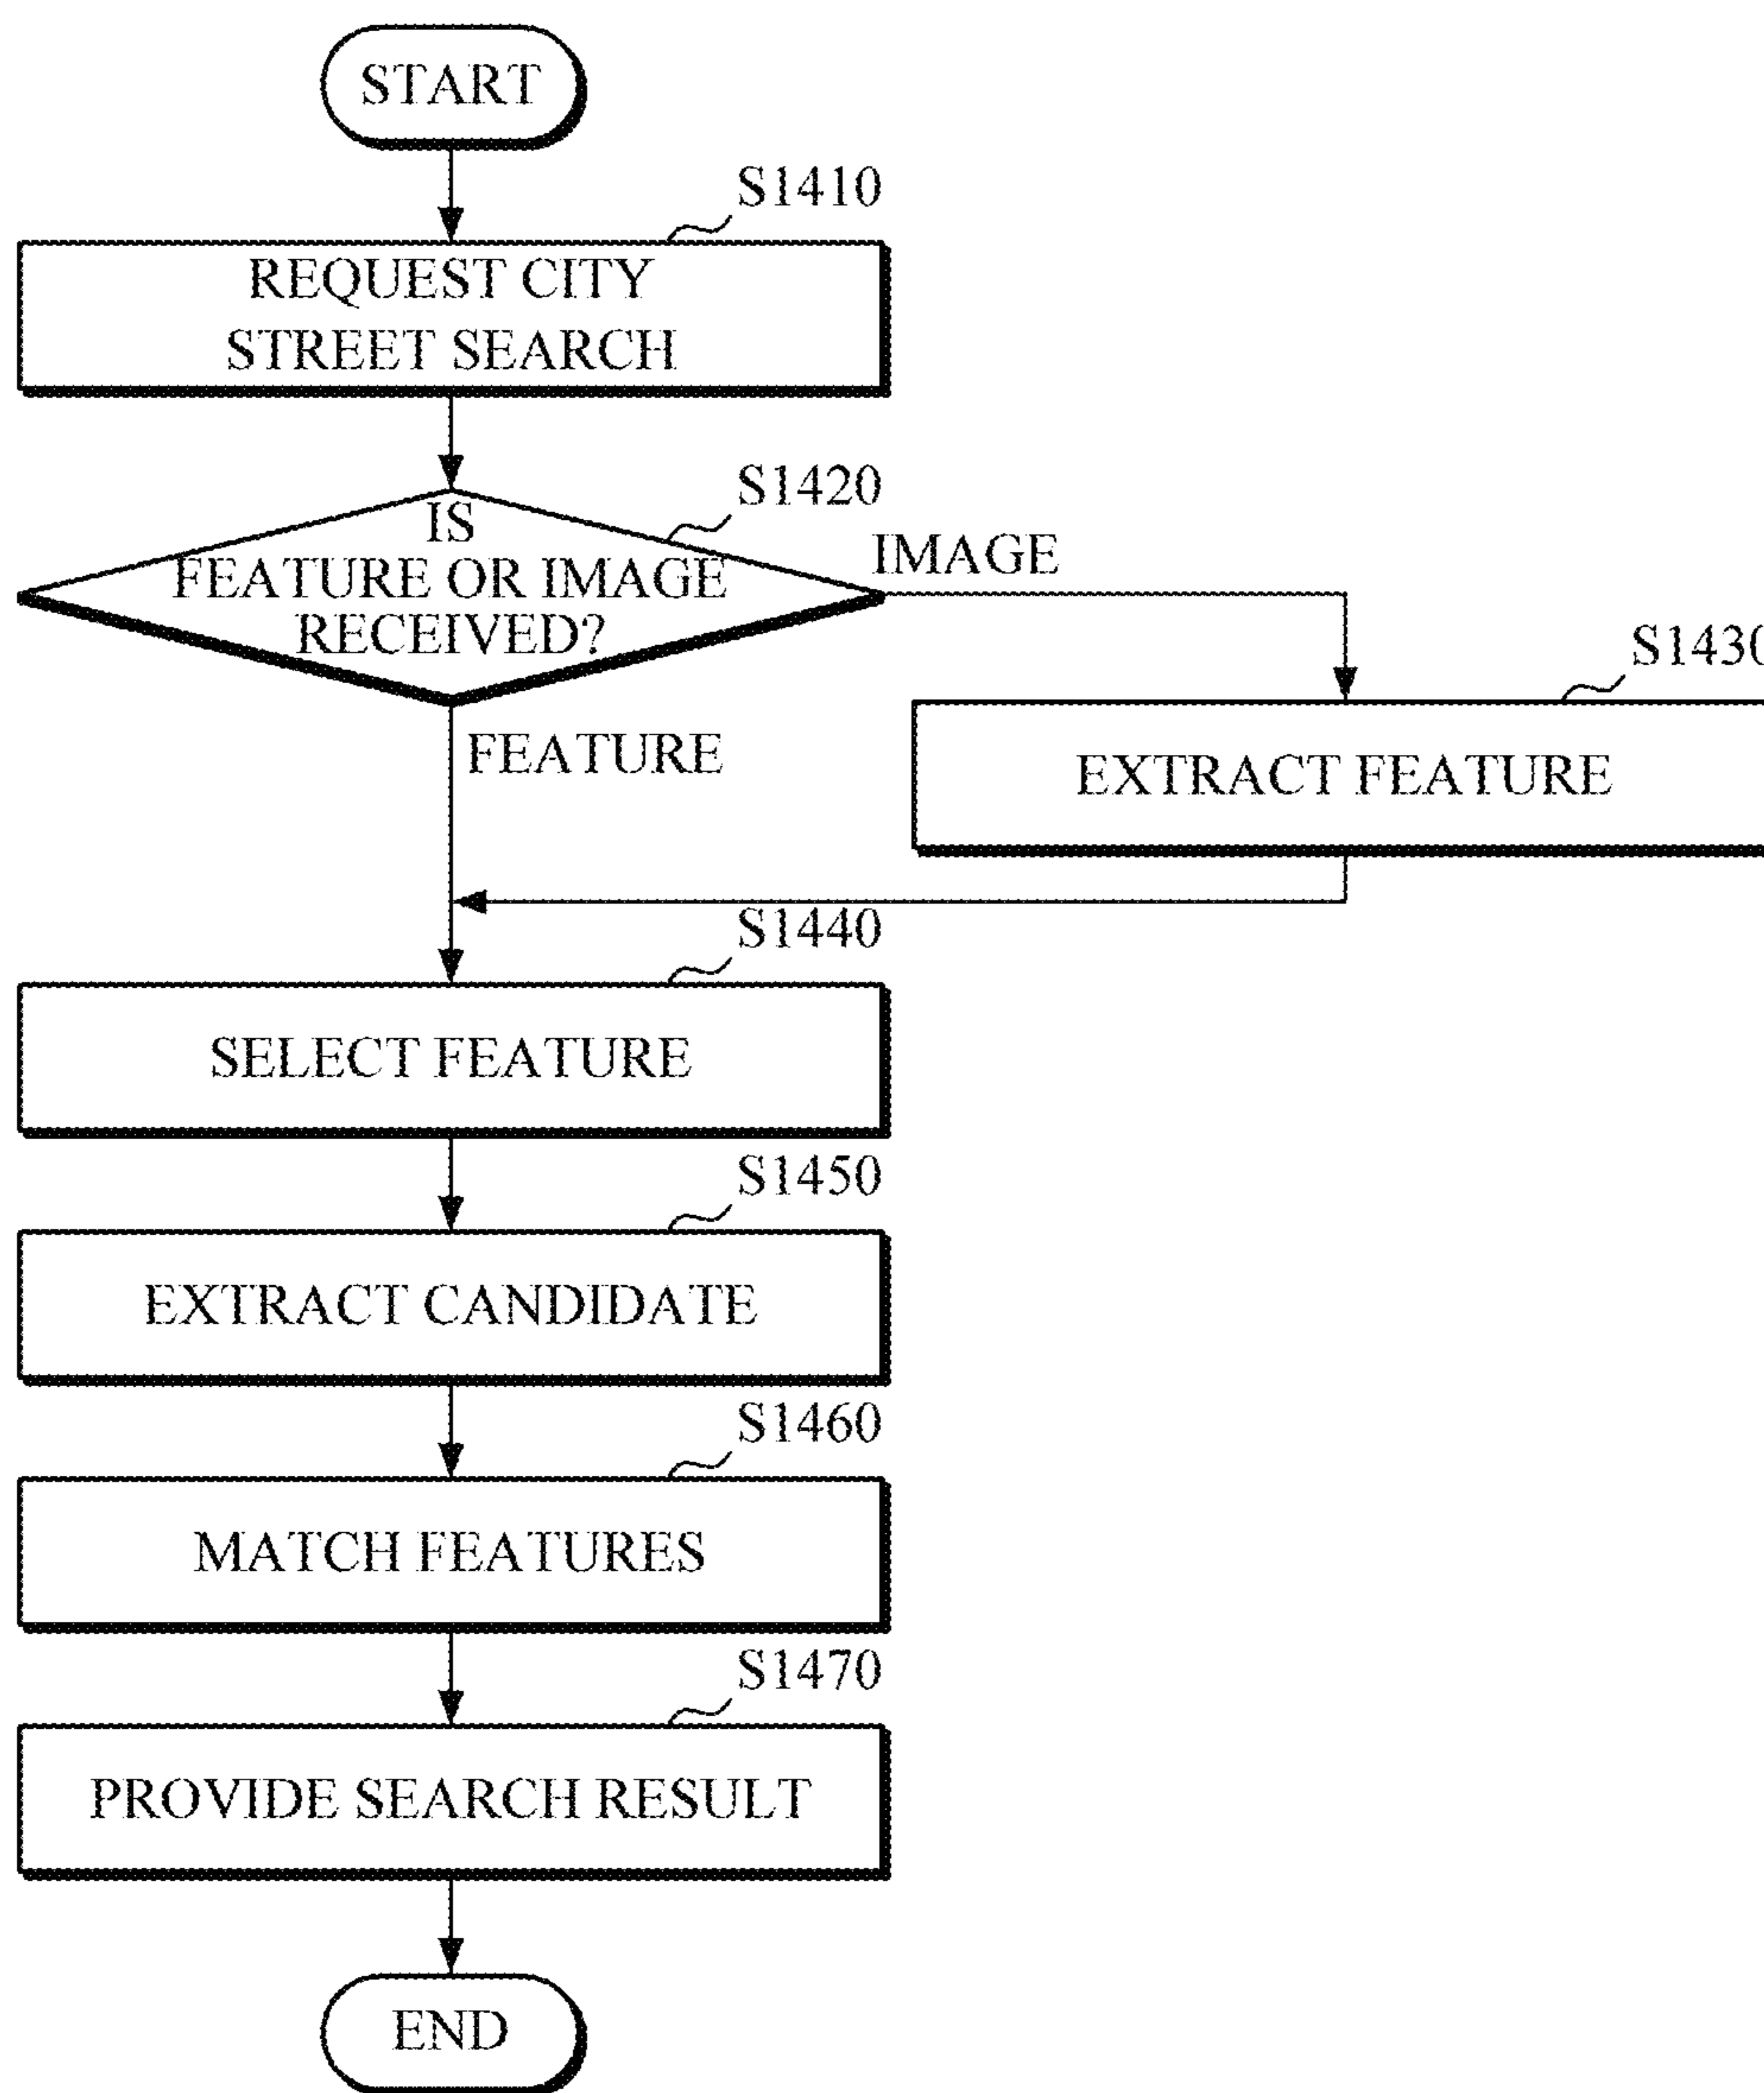 START
S1410
REQUEST CITY
STREET SEARCH
S1420
IS
FEATURE OR IMAGE
RECEIVED?
IMAGE
S1430
FEATURE
EXTRACT FEATURE
S1440
SELECT FEATURE
S1450
EXTRACT CANDIDATE
S1460
MATCH FEATURES
S1470
PROVIDE SEARCH RESULT
END